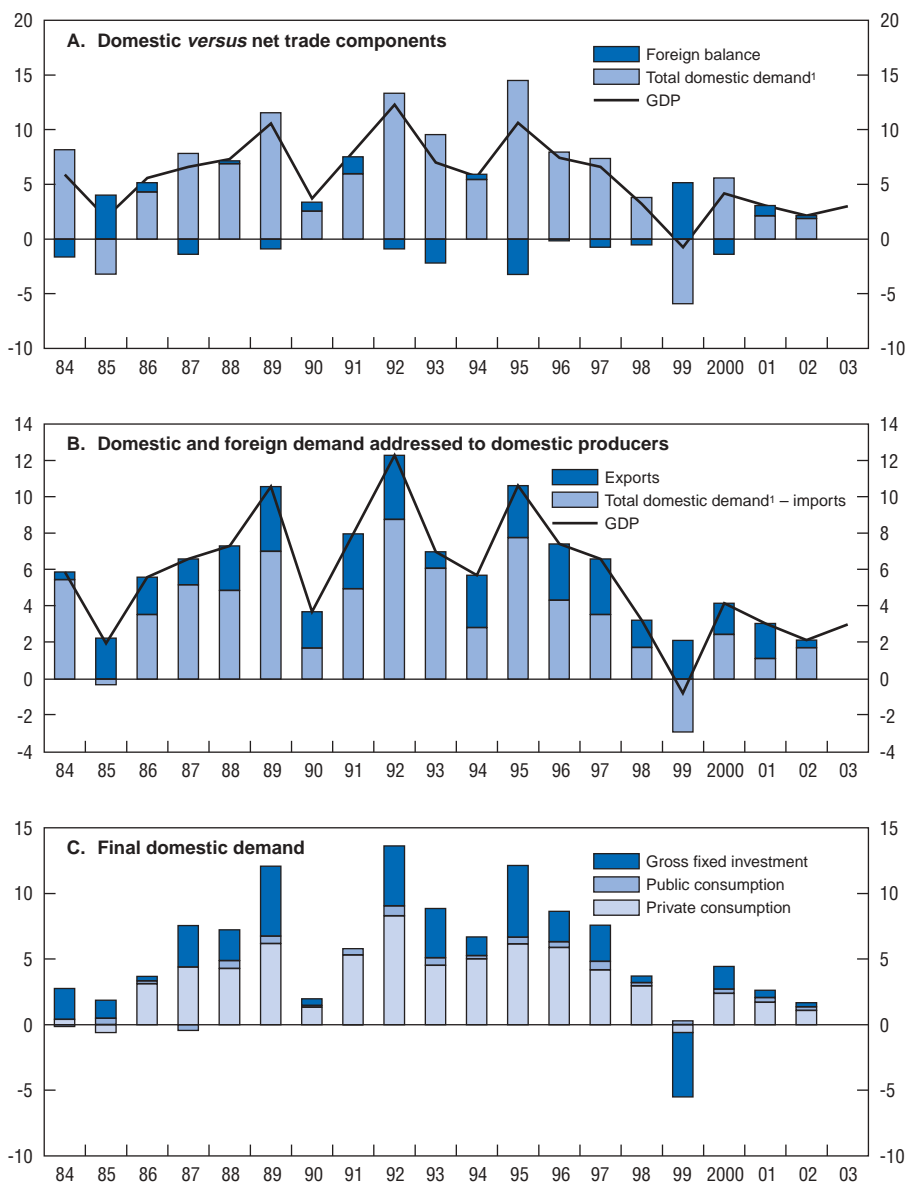 A. Domestic versus net trade components
Foreign balance
Total domestic demand¹
GDP
20 20
15 15
10 10
5 5
0 0
-5 -5
-10 -10
84 85 86 87 88 89 90 91 92 93 94 95 96 97 98 99 2000 01 02 03
B. Domestic and foreign demand addressed to domestic producers
Exports
Total domestic demand¹ – imports
GDP
14 14
12 12
10 10
8 8
6 6
4 4
2 2
0 0
-2 -2
-4 -4
84 85 86 87 88 89 90 91 92 93 94 95 96 97 98 99 2000 01 02 03
C. Final domestic demand
Gross fixed investment
Public consumption
Private consumption
15 15
10 10
5 5
0 0
-5 -5
-10 -10
84 85 86 87 88 89 90 91 92 93 94 95 96 97 98 99 2000 01 02 03